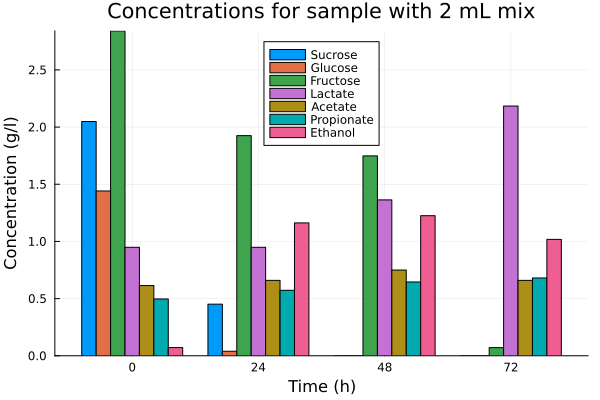 Concentrations for sample with 2 mL mix
Concentration (g/l)
2.5
2.0
1.5
1.0
0.5
0.0
Sucrose
Glucose
Fructose
Lactate
Acetate
Propionate
Ethanol
0 24 48 72
Time (h)